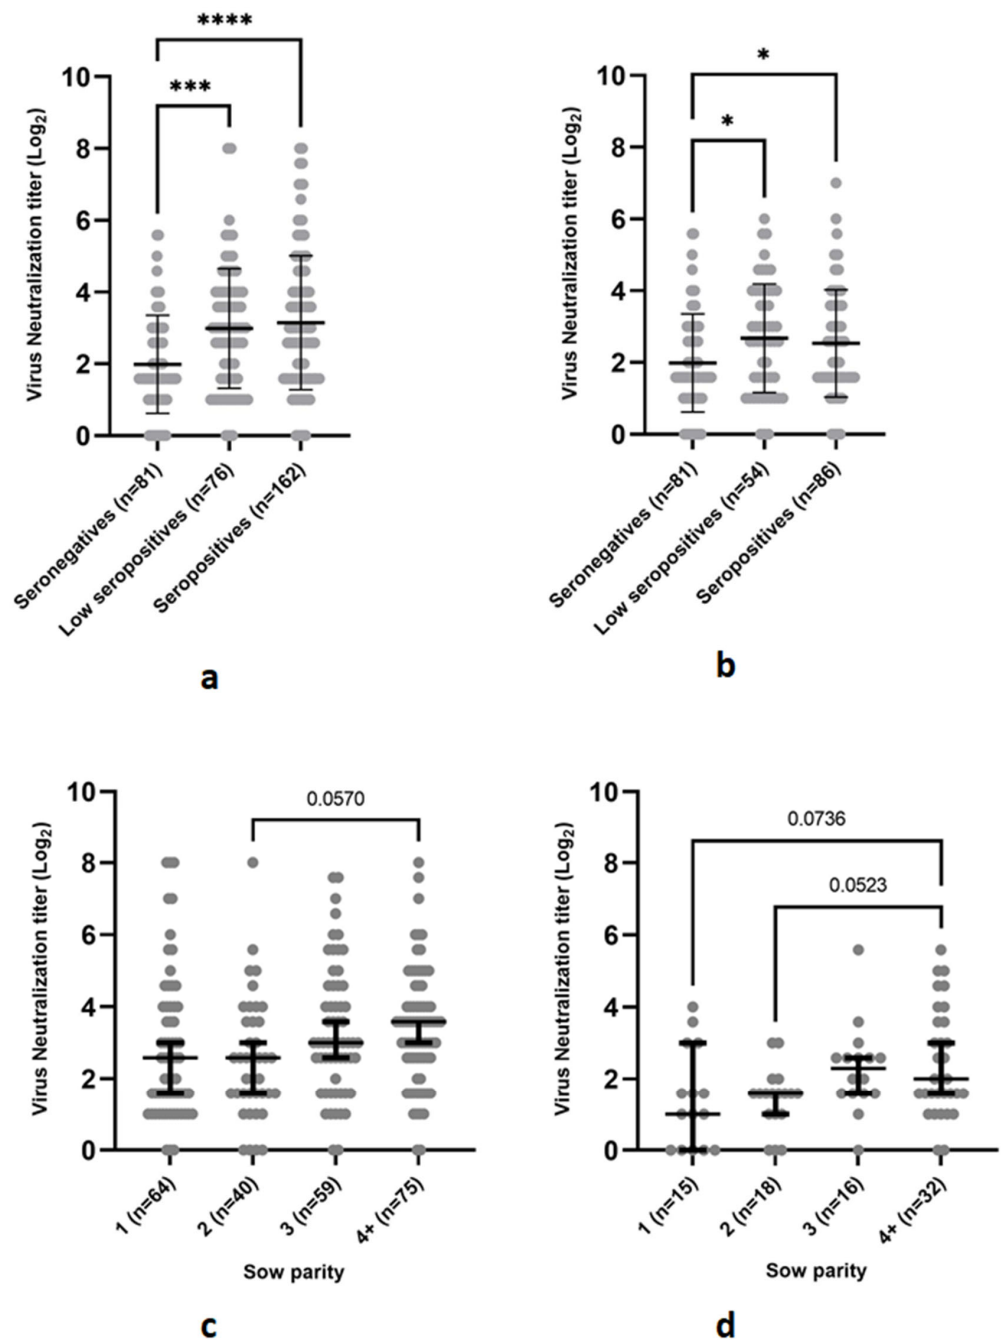 ****
***
10
8
6
4
2
0
Virus Neutralization titer (Log2)
Seronegatives (n=81)
Low seropositives (n=76)
Seropositives (n=162)
a
*
*
10
8
6
4
2
0
Virus Neutralization titer (Log2)
Seronegatives (n=81)
Low seropositives (n=54)
Seropositives (n=86)
b
0.0570
10
8
6
4
2
0
Virus Neutralization titer (Log2)
1 (n=64)
2 (n=40)
3 (n=59)
4+ (n=75)
Sow parity
c
0.0736
0.0523
10
8
6
4
2
0
Virus Neutralization titer (Log2)
1 (n=15)
2 (n=18)
3 (n=16)
4+ (n=32)
Sow parity
d